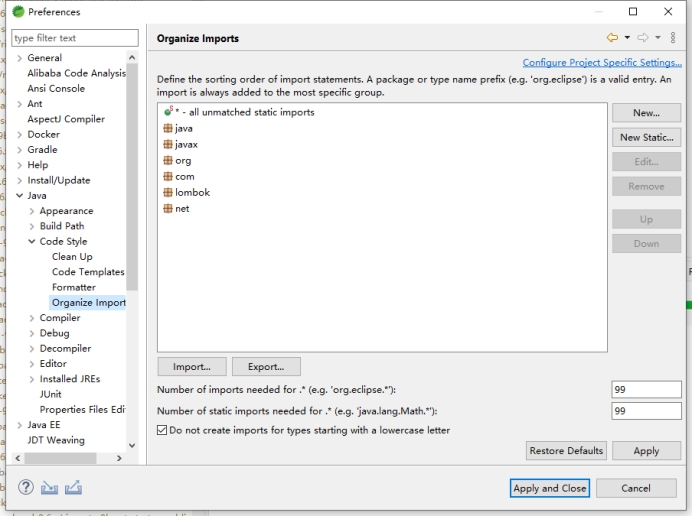 Preferences
type filter text
General
Alibaba Code Analysis
Ansi Console
Ant
AspectJ Compiler
Docker
Gradle
Help
Install/Update
Java
Appearance
Build Path
Code Style
Clean Up
Code Templates
Formatter
Organize Import
Compiler
Debug
Decompiler
Editor
Installed JREs
JUnit
Properties Files Edi
Java EE
JDT Weaving
Organize Imports
Configure Project Specific Settings...
Define the sorting order of import statements. A package or type name prefix (e.g. 'org.eclipse') is a valid entry. An
import is always added to the most specific group.
* - all unmatched static imports
java
javax
org
com
lombok
net
New...
New Static...
Edit...
Remove
Up
Down
Import... Export...
Number of imports needed for .* (e.g. 'org.eclipse.*'): 99
Number of static imports needed for .* (e.g. 'java.lang.Math.*'): 99
Do not create imports for types starting with a lowercase letter
Restore Defaults Apply
Apply and Close Cancel